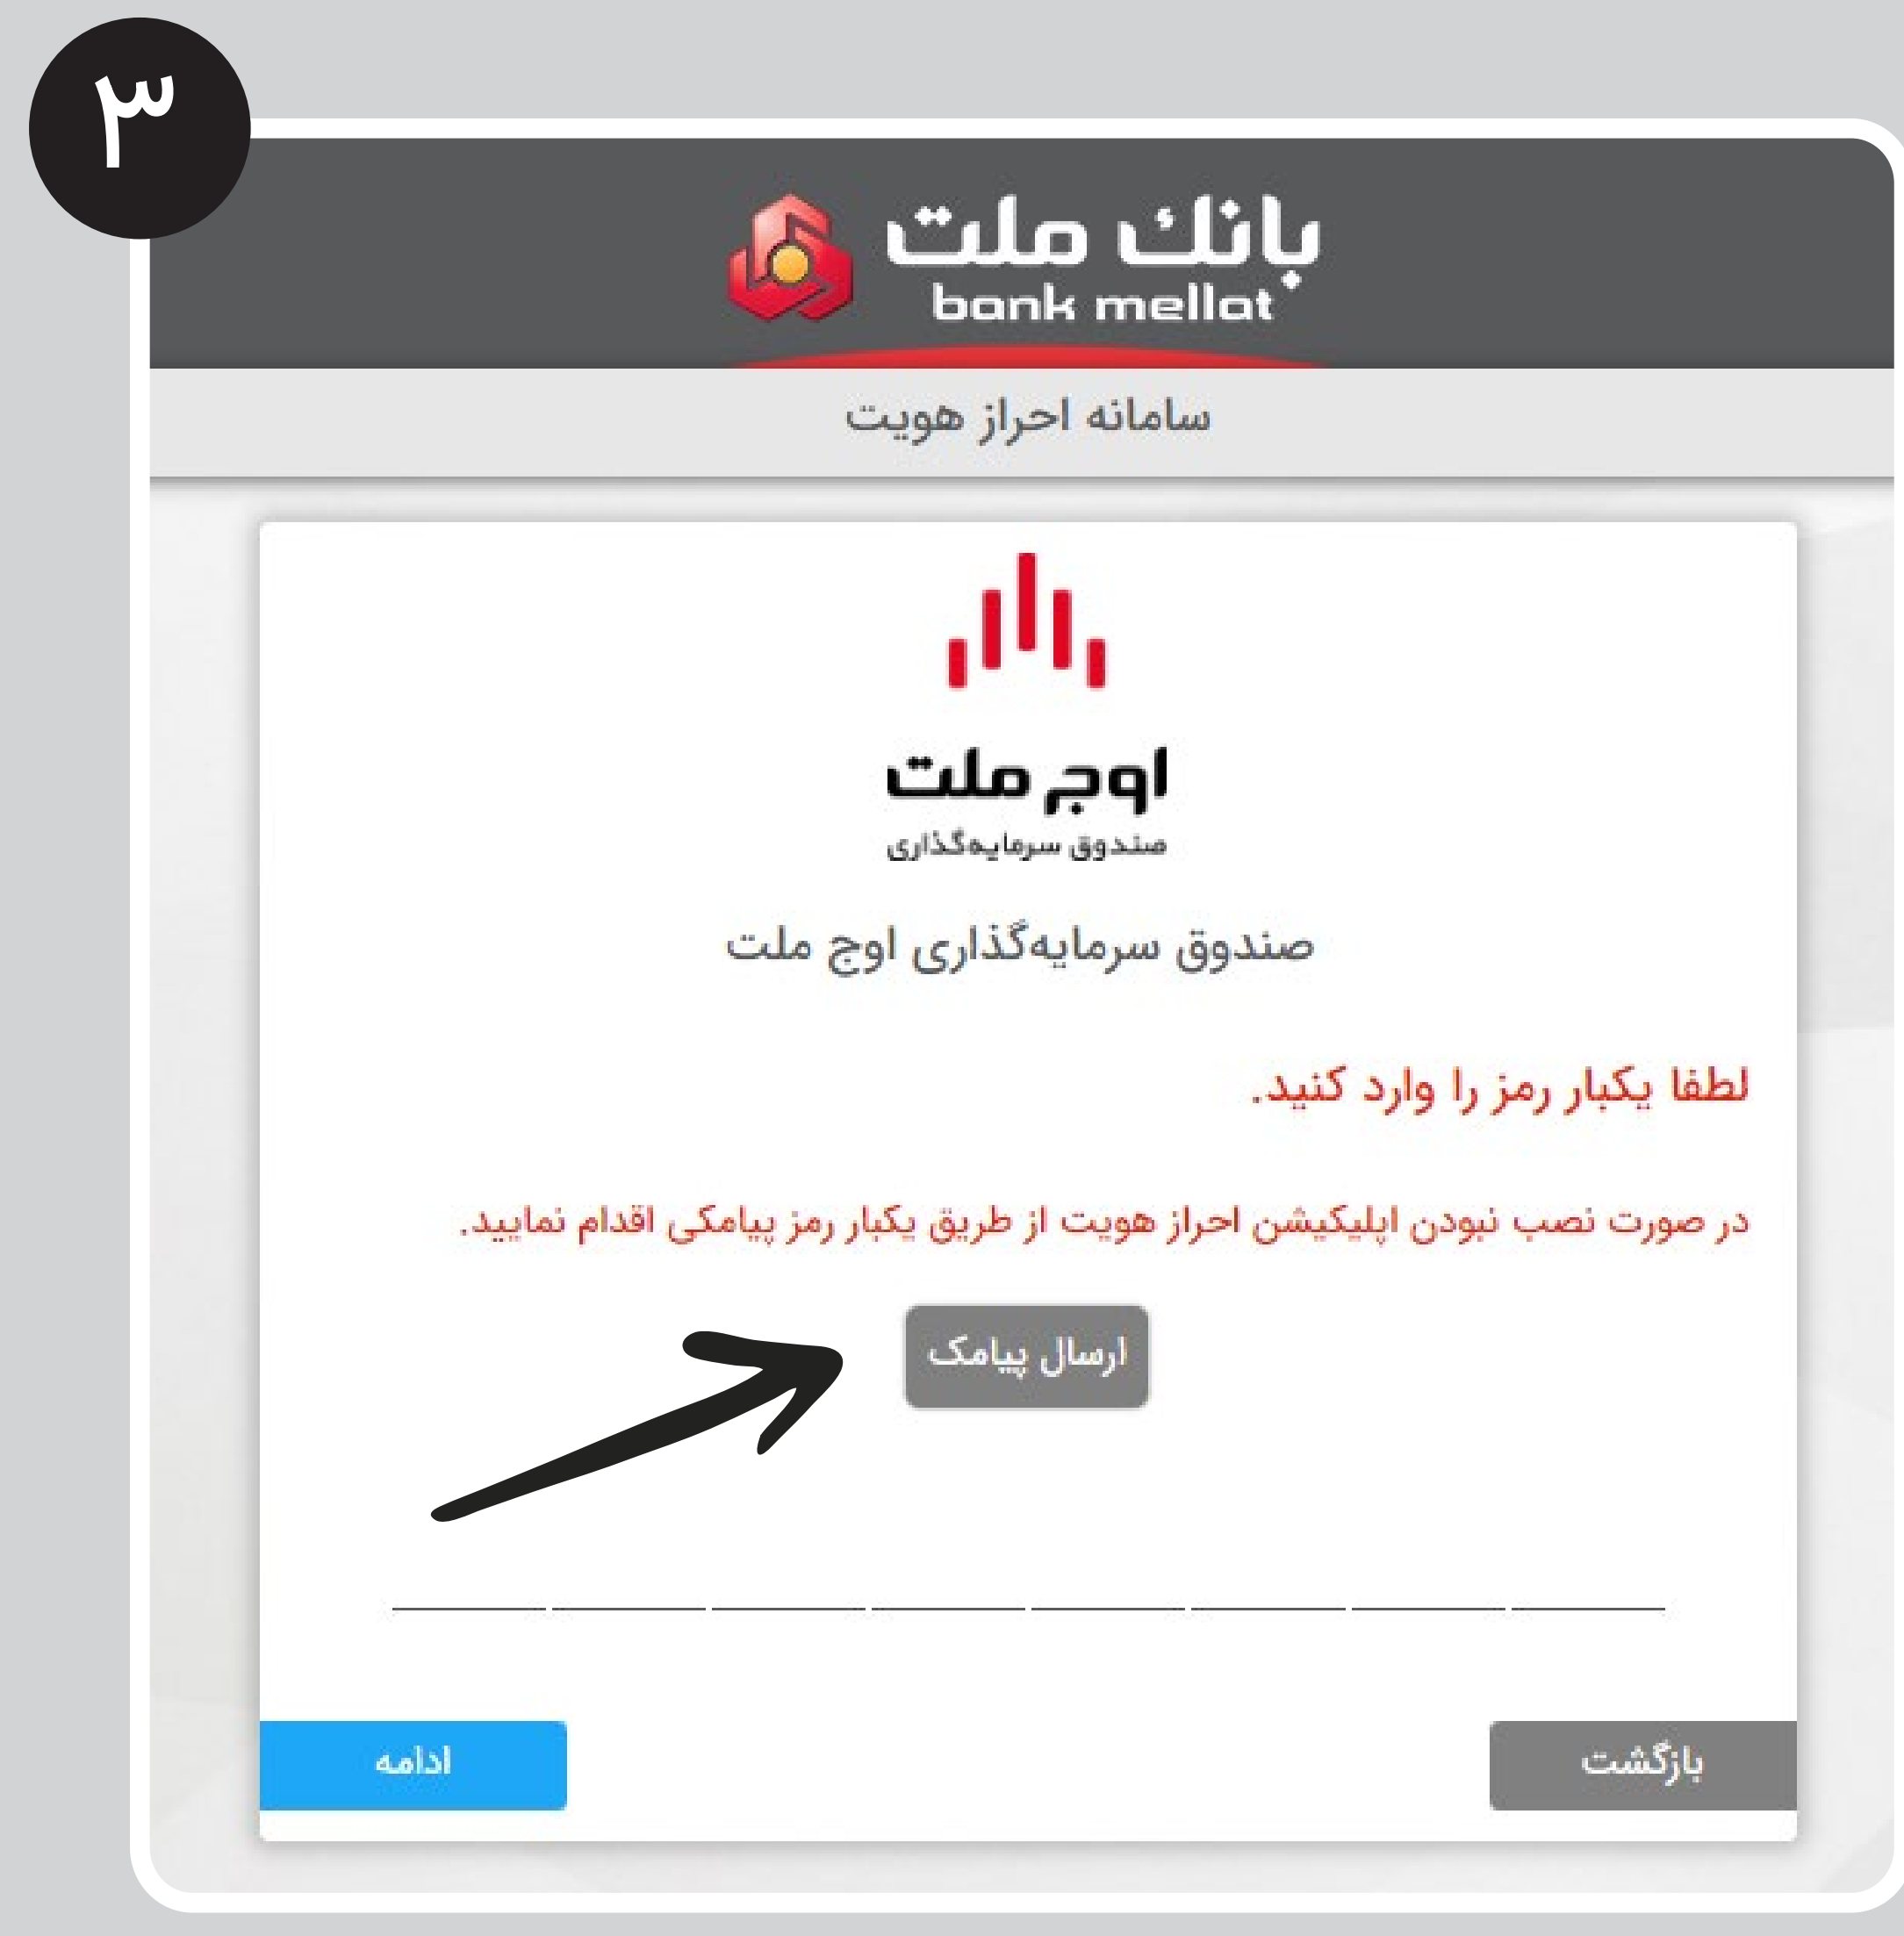 ۳
بانک ملت
bank mellat
سامانه احراز هویت
اوج ملت
صندوق سرمایه‌گذاری
صندوق سرمایه‌گذاری اوج ملت
لطفا یکبار رمز را وارد کنید.
در صورت نصب نبودن اپلیکیشن احراز هویت از طریق یکبار رمز پیامکی اقدام نمایید.
ارسال پیامک
بازگشت
ادامه